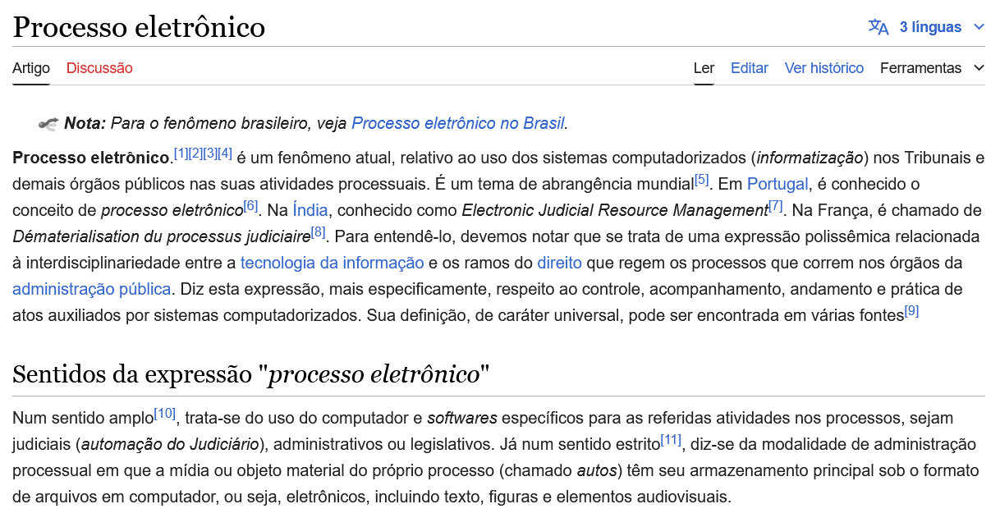 Processo eletrônico
3 línguas
Artigo Discussão Ler Editar Ver histórico Ferramentas
Nota: Para o fenômeno brasileiro, veja Processo eletrônico no Brasil.
Processo eletrônico.[1][2][3][4] é um fenômeno atual, relativo ao uso dos sistemas computadorizados (informatização) nos Tribunais e
demais órgãos públicos nas suas atividades processuais. É um tema de abrangência mundial[5]. Em Portugal, é conhecido o
conceito de processo eletrônico[6]. Na Índia, conhecido como Electronic Judicial Resource Management[7]. Na França, é chamado de
Dématerialisation du processus judiciaire[8]. Para entendê-lo, devemos notar que se trata de uma expressão polissêmica relacionada
à interdisciplinariedade entre a tecnologia da informação e os ramos do direito que regem os processos que correm nos órgãos da
administração pública. Diz esta expressão, mais especificamente, respeito ao controle, acompanhamento, andamento e prática de
atos auxiliados por sistemas computadorizados. Sua definição, de caráter universal, pode ser encontrada em várias fontes[9]
Sentidos da expressão "processo eletrônico"
Num sentido amplo[10], trata-se do uso do computador e softwares específicos para as referidas atividades nos processos, sejam
judiciais (automação do Judiciário), administrativos ou legislativos. Já num sentido estrito[11], diz-se da modalidade de administração
processual em que a mídia ou objeto material do próprio processo (chamado autos) têm seu armazenamento principal sob o formato
de arquivos em computador, ou seja, eletrônicos, incluindo texto, figuras e elementos audiovisuais.